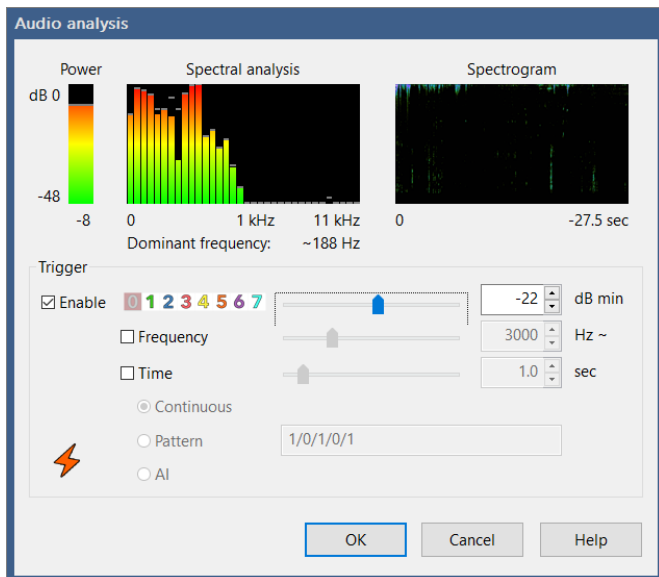 Audio analysis
Power Spectral analysis Spectrogram
dB 0
-48
-8 0 1 kHz 11 kHz 0 -27.5 sec
Dominant frequency: ~188 Hz
Trigger
Enable 0 1 2 3 4 5 6 7 -22 dB min
Frequency 3000 Hz ~
Time 1.0 sec
Continuous
Pattern 1/0/1/0/1
AI
OK Cancel Help